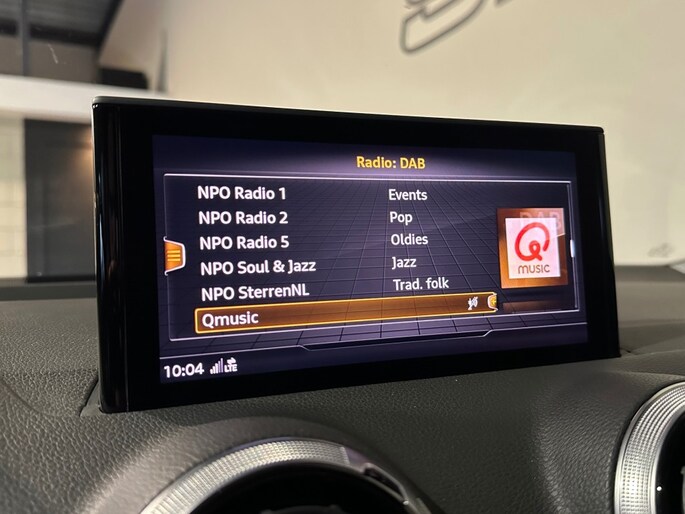 Radio: DAB
NPO Radio 1 Events
NPO Radio 2 Pop
NPO Radio 5 Oldies
NPO Soul & Jazz Jazz
NPO SterrenNL Trad. folk
Qmusic
DAB
Q
music
10:04 LTE